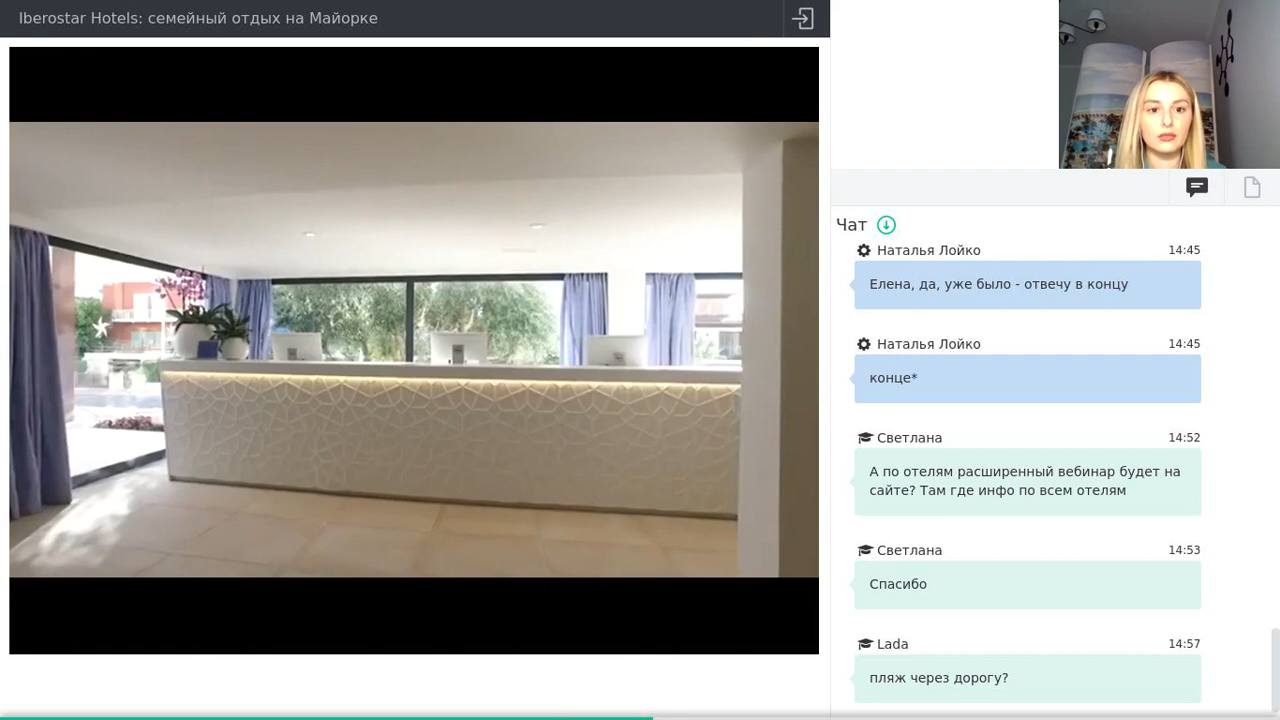 Iberostar Hotels: семейный отдых на Майорке
Чат
Наталья Лойко 14:45
Елена, да, уже было - отвечу в концу
Наталья Лойко 14:45
конце*
Светлана 14:52
А по отелям расширенный вебинар будет на
сайте? Там где инфо по всем отелям
Светлана 14:53
Спасибо
Lada 14:57
пляж через дорогу?